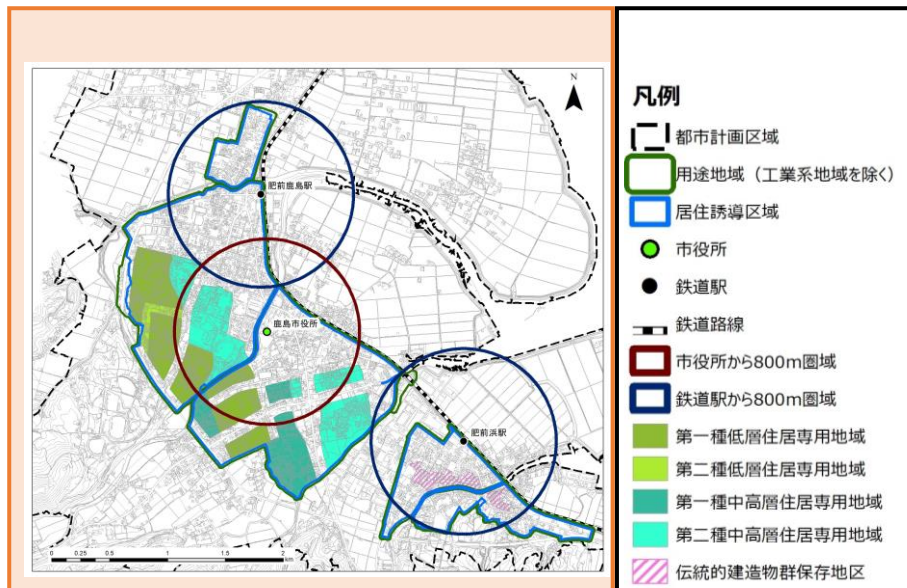 N
肥前鹿島駅
鹿島市役所
肥前浜駅
0 0.25 0.5 1 2
凡例
都市計画区域
用途地域（工業系地域を除く）
居住誘導区域
市役所
鉄道駅
鉄道路線
市役所から800m圏域
鉄道駅から800m圏域
第一種低層住居専用地域
第二種低層住居専用地域
第一種中高層住居専用地域
第二種中高層住居専用地域
伝統的建造物群保存地区